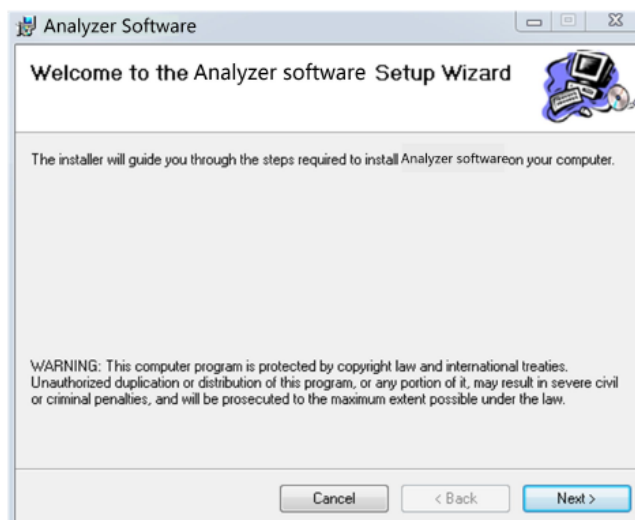 Analyzer Software
Welcome to the Analyzer software Setup Wizard
The installer will guide you through the steps required to install Analyzer softwareon your computer.
WARNING: This computer program is protected by copyright law and international treaties.
Unauthorized duplication or distribution of this program, or any portion of it, may result in severe civil
or criminal penalties, and will be prosecuted to the maximum extent possible under the law.
Cancel < Back Next >